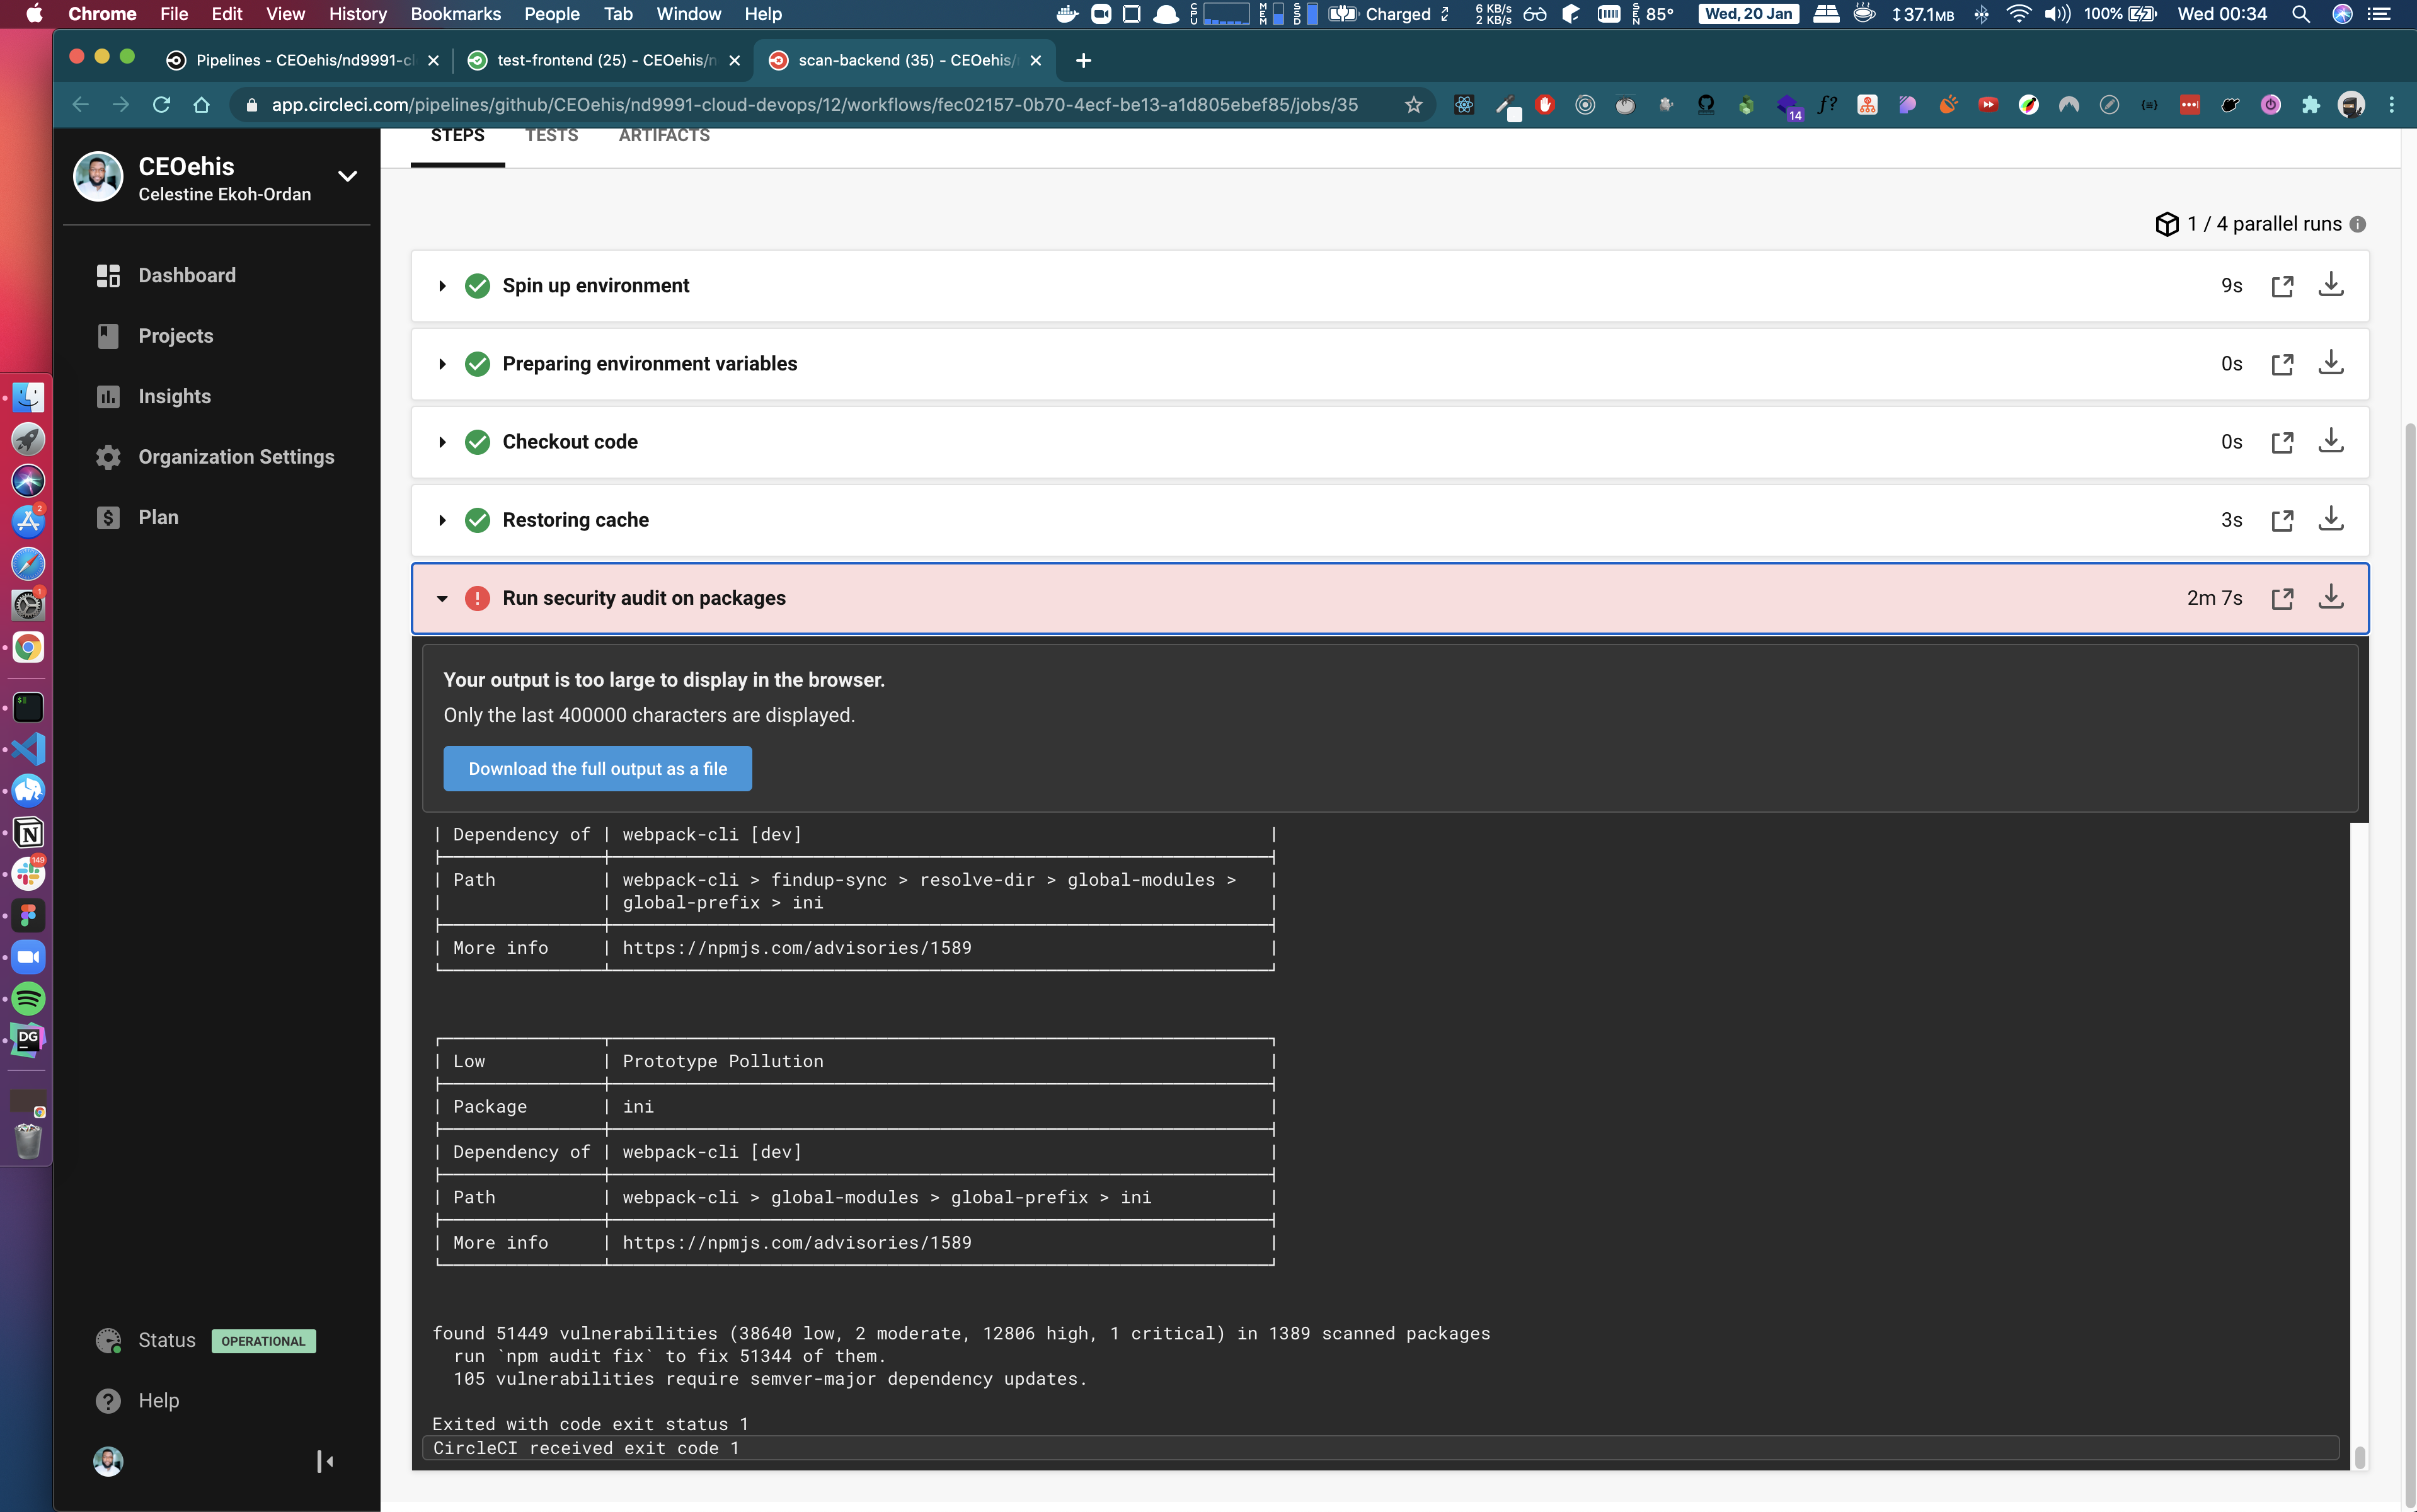 Chrome File Edit View History Bookmarks People Tab Window Help
CPU MEM SSD Charged 6 KB/s 2 KB/s SEN 85° Wed, 20 Jan 37.1MB 100% Wed 00:34
Pipelines - CEOehis/nd9991-cl
test-frontend (25) - CEOehis/n
scan-backend (35) - CEOehis/
app.circleci.com/pipelines/github/CEOehis/nd9991-cloud-devops/12/workflows/fec02157-0b70-4ecf-be13-a1d805ebef85/jobs/35
14
f?
CEOehis
Celestine Ekoh-Ordan
Dashboard
Projects
Insights
Organization Settings
Plan
Status OPERATIONAL
Help
2
1
149
DG
STEPS TESTS ARTIFACTS
1 / 4 parallel runs
Spin up environment 9s
Preparing environment variables 0s
Checkout code 0s
Restoring cache 3s
Run security audit on packages 2m 7s
Your output is too large to display in the browser.
Only the last 400000 characters are displayed.
Download the full output as a file
| Dependency of | webpack-cli [dev] |
| Path | webpack-cli > findup-sync > resolve-dir > global-modules > |
| | global-prefix > ini |
| More info | https://npmjs.com/advisories/1589 |
| Low | Prototype Pollution |
| Package | ini |
| Dependency of | webpack-cli [dev] |
| Path | webpack-cli > global-modules > global-prefix > ini |
| More info | https://npmjs.com/advisories/1589 |
found 51449 vulnerabilities (38640 low, 2 moderate, 12806 high, 1 critical) in 1389 scanned packages
run `npm audit fix` to fix 51344 of them.
105 vulnerabilities require semver-major dependency updates.
Exited with code exit status 1
CircleCI received exit code 1